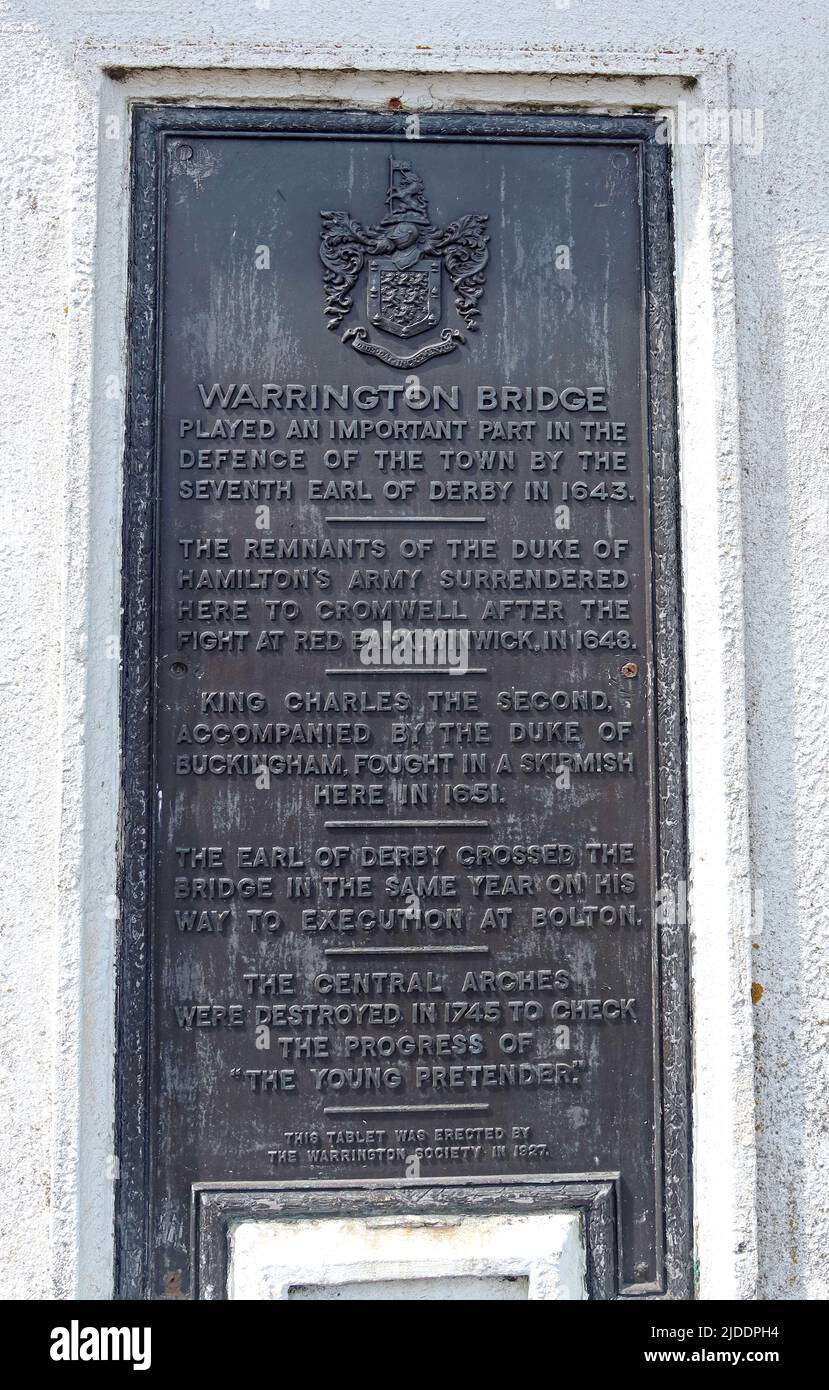 WARRINGTON BRIDGE
PLAYED AN IMPORTANT PART IN THE
DEFENCE OF THE TOWN BY THE
SEVENTH EARL OF DERBY IN 1643.
THE REMNANTS OF THE DUKE OF
HAMILTON'S ARMY SURRENDERED
HERE TO CROMWELL AFTER THE
FIGHT AT RED BANK, WINWICK, IN 1648.
KING CHARLES THE SECOND,
ACCOMPANIED BY THE DUKE OF
BUCKINGHAM, FOUGHT IN A SKIRMISH
HERE IN 1651.
THE EARL OF DERBY CROSSED THE
BRIDGE IN THE SAME YEAR ON HIS
WAY TO EXECUTION AT BOLTON.
THE CENTRAL ARCHES
WERE DESTROYED IN 1745 TO CHECK
THE PROGRESS OF
"THE YOUNG PRETENDER."
THIS TABLET WAS ERECTED BY
THE WARRINGTON SOCIETY IN 1927.
alamy
Image ID: 2JDDPH4
www.alamy.com